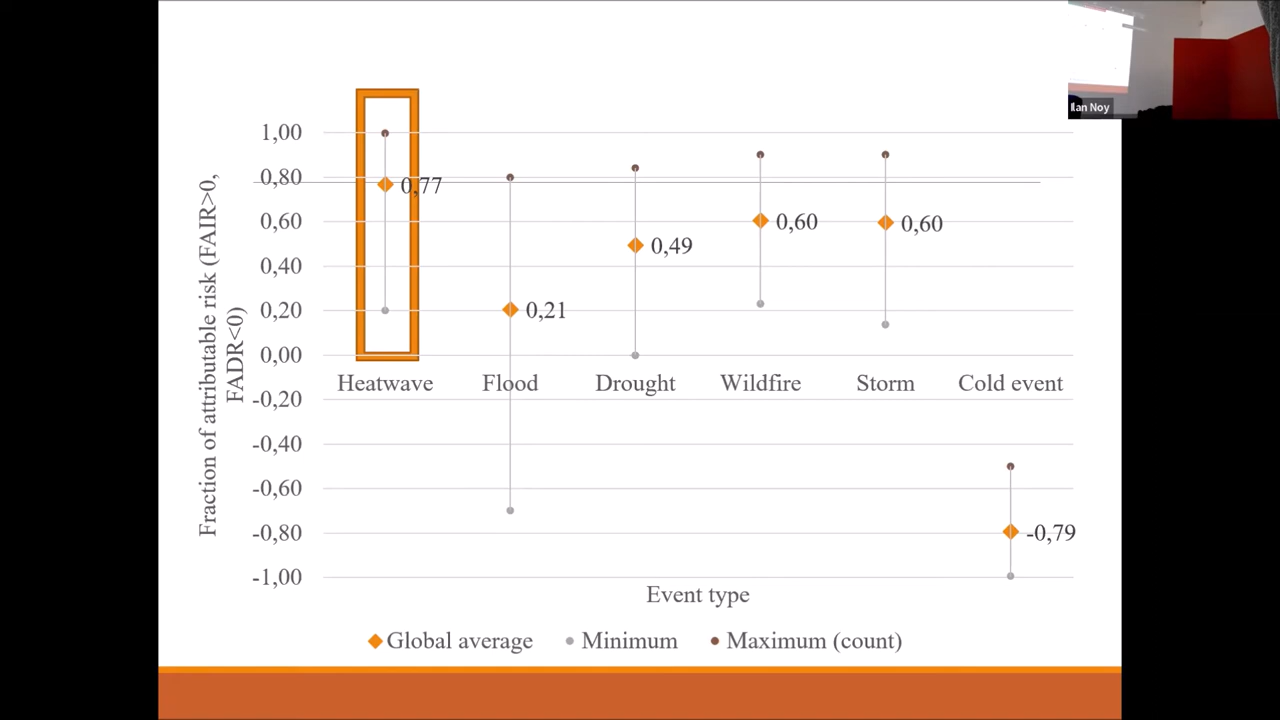 Ilan Noy
Fraction of attributable risk (FAIR>0,
FADR<0)
1,00
0,80
0,60
0,40
0,20
0,00
-0,20
-0,40
-0,60
-0,80
-1,00
0,77
0,21
0,49
0,60
0,60
-0,79
Heatwave
Flood
Drought
Wildfire
Storm
Cold event
Event type
Global average
Minimum
Maximum (count)